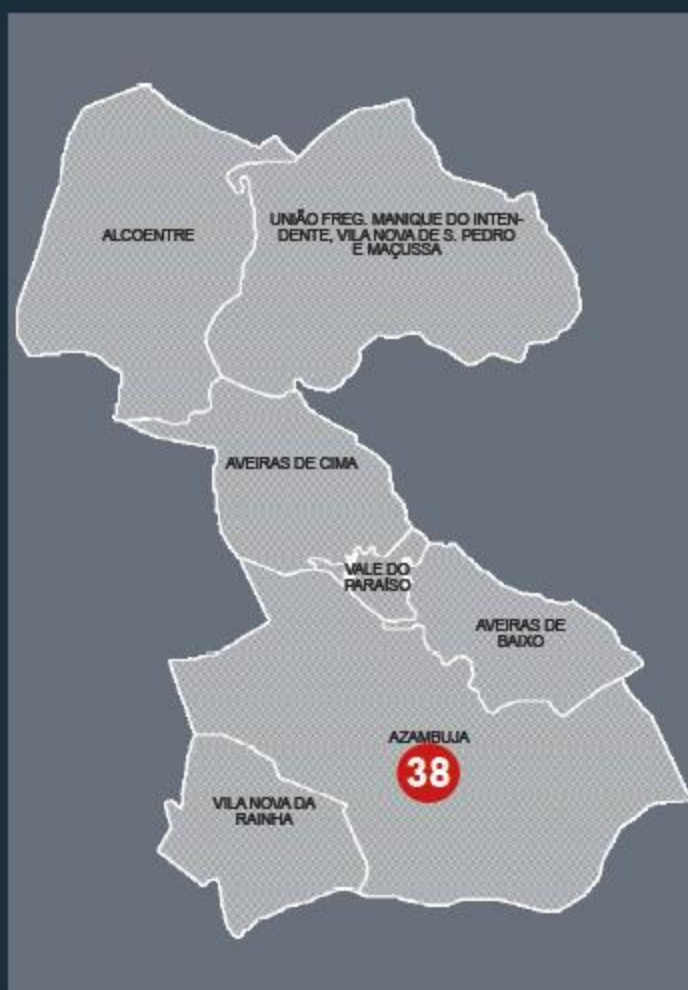 ALCOENTRE
UNIÃO FREG. MANIQUE DO INTEN-
DENTE, VILA NOVA DE S. PEDRO
E MAÇUSSA
AVEIRAS DE CIMA
VALE DO
PARAÍSO
AVEIRAS DE
BAIXO
AZAMBUJA
38
VILA NOVA DA
RAINHA